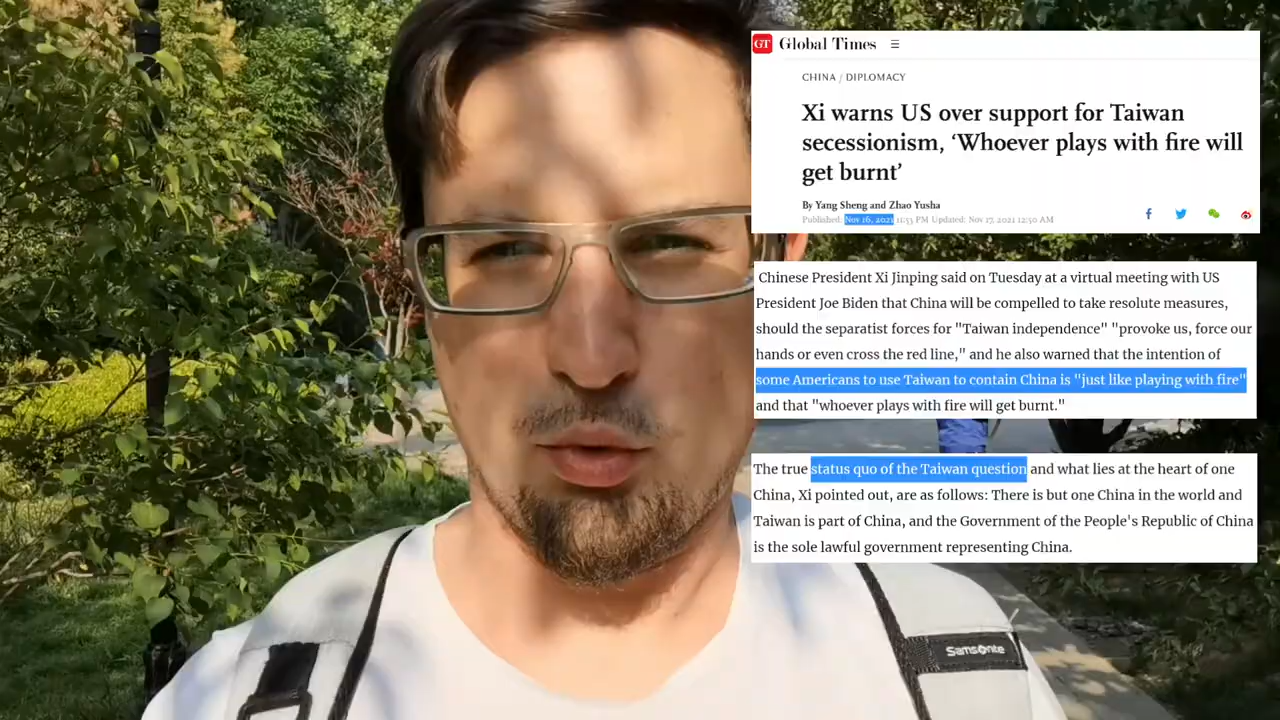 GT Global Times
CHINA / DIPLOMACY
Xi warns US over support for Taiwan
secessionism, ‘Whoever plays with fire will
get burnt’
By Yang Sheng and Zhao Yusha
Published: Nov 16, 2021 11:53 PM Updated: Nov 17, 2021 12:50 AM
Chinese President Xi Jinping said on Tuesday at a virtual meeting with US
President Joe Biden that China will be compelled to take resolute measures,
should the separatist forces for "Taiwan independence" "provoke us, force our
hands or even cross the red line," and he also warned that the intention of
some Americans to use Taiwan to contain China is "just like playing with fire"
and that "whoever plays with fire will get burnt."
The true status quo of the Taiwan question and what lies at the heart of one
China, Xi pointed out, are as follows: There is but one China in the world and
Taiwan is part of China, and the Government of the People's Republic of China
is the sole lawful government representing China.
Samsonite